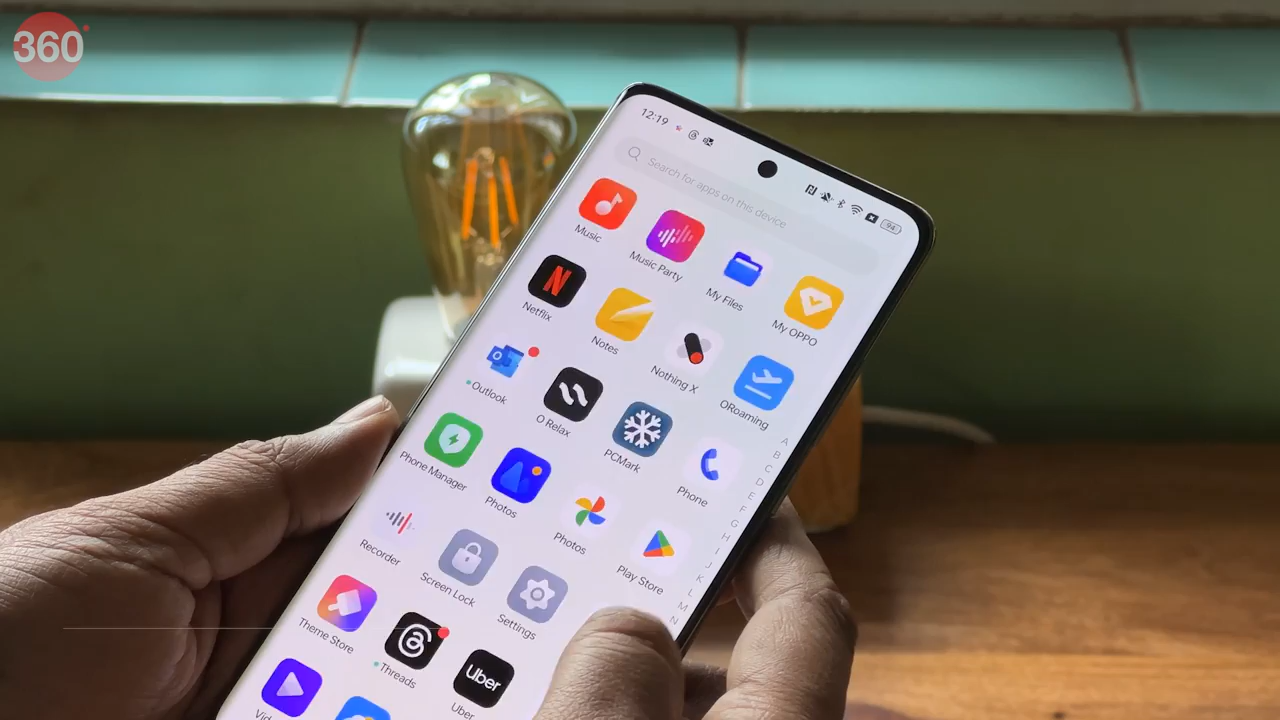 360
12:19
94
Search for apps on this device
Music
Music Party
My Files
My OPPO
N
Netflix
Notes
Nothing X
ORoaming
Outlook
O Relax
PCMark
Phone
Phone Manager
Photos
Photos
Play Store
Recorder
Screen Lock
Settings
Theme Store
Threads
Uber
Uber
A
B
C
D
E
F
G
H
I
J
K
L
M
N